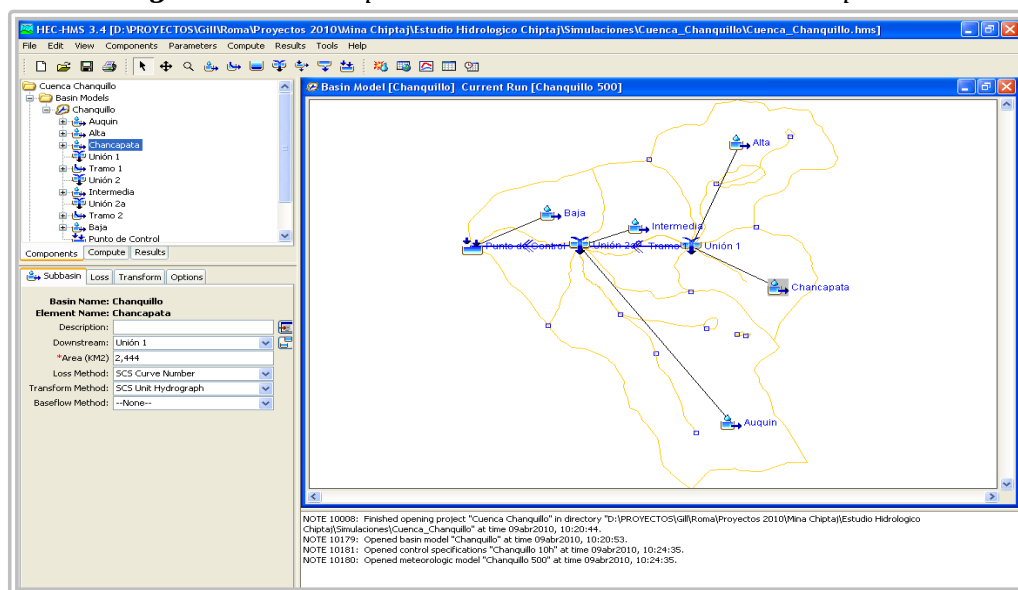 HEC-HMS 3.4 [D:\PROYECTOS\Gill\Roma\Proyectos 2010\Mina Chiptaj\Estudio Hidrologico Chiptaj\Simulaciones\Cuenca_Chanquillo\Cuenca_Chanquillo.hms]
File Edit View Components Parameters Compute Results Tools Help
Cuenca Chanquillo
Basin Models
Chanquillo
Auquin
Alta
Chancapata
Unión 1
Tramo 1
Unión 2
Intermedia
Unión 2a
Tramo 2
Baja
Punto de Control
Components Compute Results
Subbasin Loss Transform Options
Basin Name: Chanquillo
Element Name: Chancapata
Description:
Downstream: Unión 1
*Area (KM2) 2,444
Loss Method: SCS Curve Number
Transform Method: SCS Unit Hydrograph
Baseflow Method: --None--
Basin Model [Chanquillo] Current Run [Chanquillo 500]
Alta
Baja
Intermedia
Punto de Control Unión 2a Tramo Unión 1
Chancapata
Auquin
NOTE 10008: Finished opening project "Cuenca Chanquillo" in directory "D:\PROYECTOS\Gill\Roma\Proyectos 2010\Mina Chiptaj\Estudio Hidrologico
Chiptaj\Simulaciones\Cuenca_Chanquillo" at time 09abr2010, 10:20:44.
NOTE 10179: Opened basin model "Chanquillo" at time 09abr2010, 10:20:53.
NOTE 10181: Opened control specifications "Chanquillo 10h" at time 09abr2010, 10:24:35.
NOTE 10180: Opened meteorologic model "Chanquillo 500" at time 09abr2010, 10:24:35.